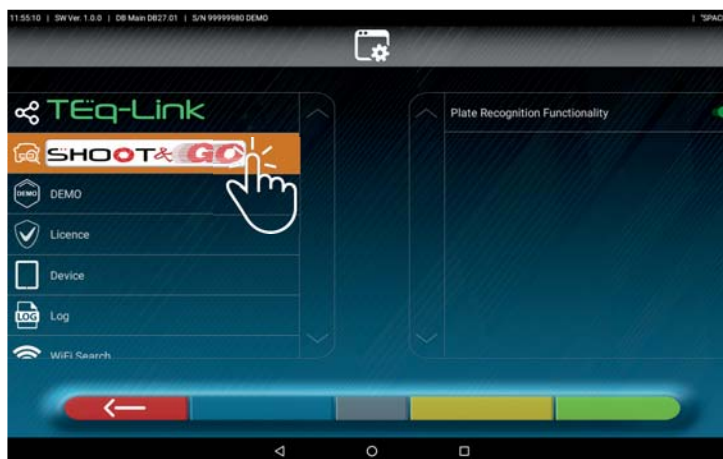 11:55:10 | SW Ver. 1.0.0 | DB Main DB27.01 | S/N 99999980 DEMO | "SPAC
TEq-Link
SHOOT& GO
Plate Recognition Functionality
DEMO
DEMO
Licence
Device
LOG
Log
WiFi Search